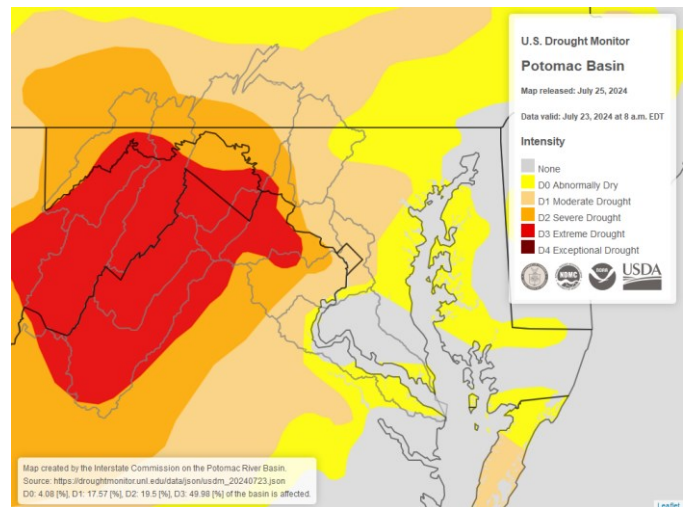 U.S. Drought Monitor
Potomac Basin
Map released: July 25, 2024
Data valid: July 23, 2024 at 8 a.m. EDT
Intensity
None
D0 Abnormally Dry
D1 Moderate Drought
D2 Severe Drought
D3 Extreme Drought
D4 Exceptional Drought
NDMC
USDA
Map created by the Interstate Commission on the Potomac River Basin.
Source: https://droughtmonitor.unl.edu/data/json/usdm_20240723.json
D0: 4.08 [%], D1: 17.57 [%], D2: 19.5 [%], D3: 49.98 [%] of the basin is affected.
Leaflet